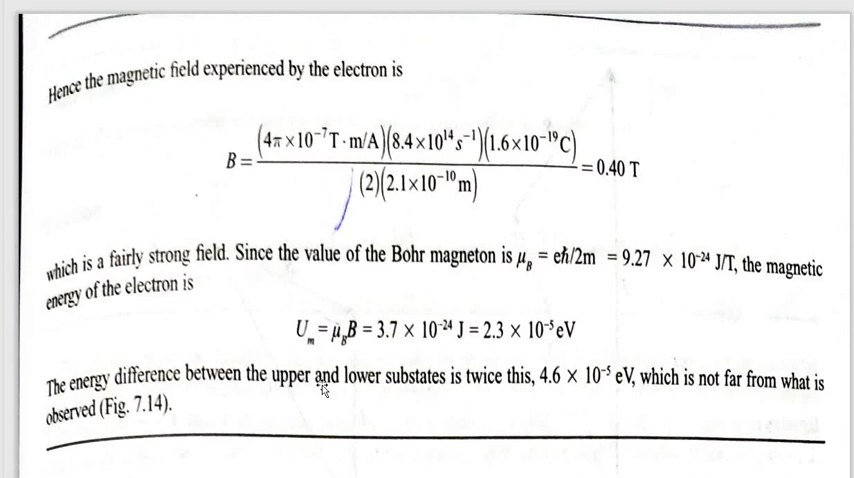 Hence the magnetic field experienced by the electron is
B = (4π×10⁻⁷T·m/A)(8.4×10¹⁴s⁻¹)(1.6×10⁻¹⁹C) / (2)(2.1×10⁻¹⁰m) = 0.40 T
which is a fairly strong field. Since the value of the Bohr magneton is μ_B = eℏ/2m = 9.27 × 10⁻²⁴ J/T, the magnetic
energy of the electron is
U_m = μ_B B = 3.7 × 10⁻²⁴ J = 2.3 × 10⁻⁵ eV
The energy difference between the upper and lower substates is twice this, 4.6 × 10⁻⁵ eV, which is not far from what is
observed (Fig. 7.14).